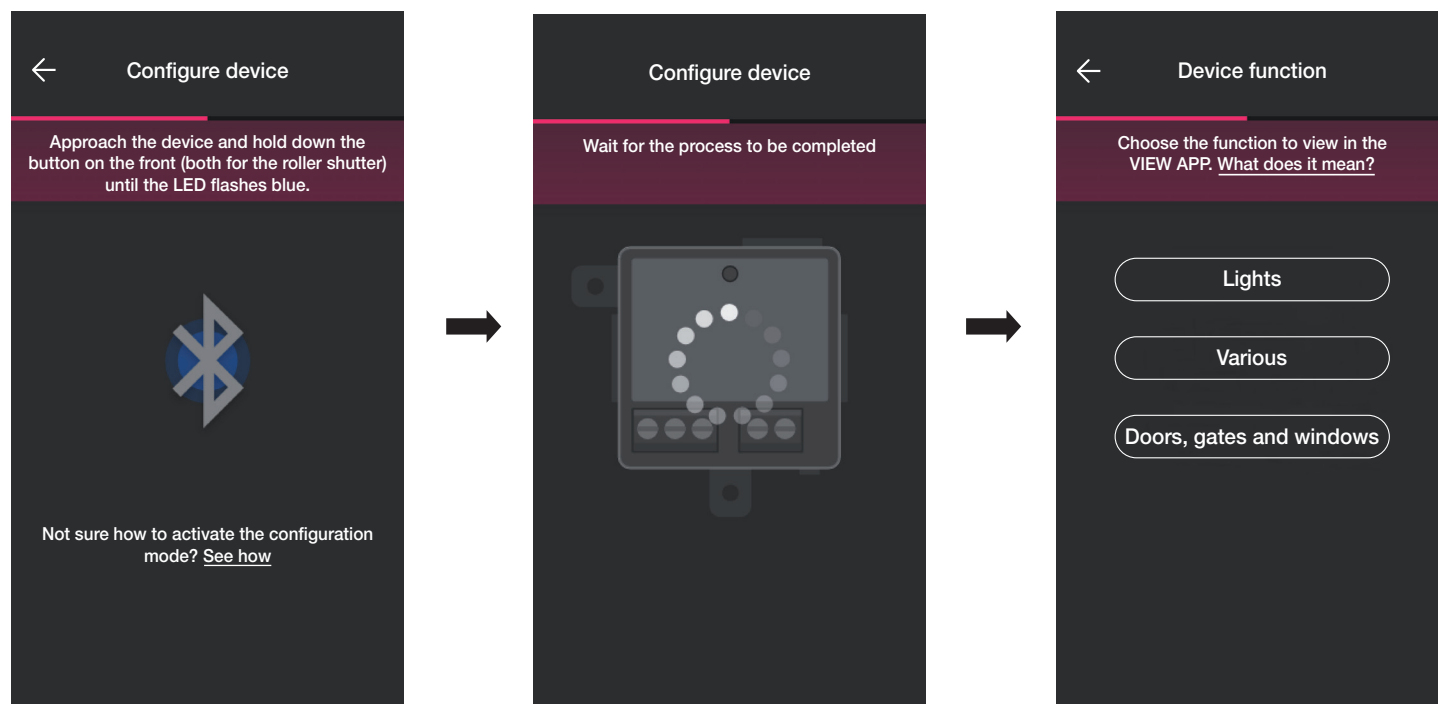 Configure device
Approach the device and hold down the
button on the front (both for the roller shutter)
until the LED flashes blue.
Not sure how to activate the configuration
mode? See how
Configure device
Wait for the process to be completed
Device function
Choose the function to view in the
VIEW APP. What does it mean?
Lights
Various
Doors, gates and windows